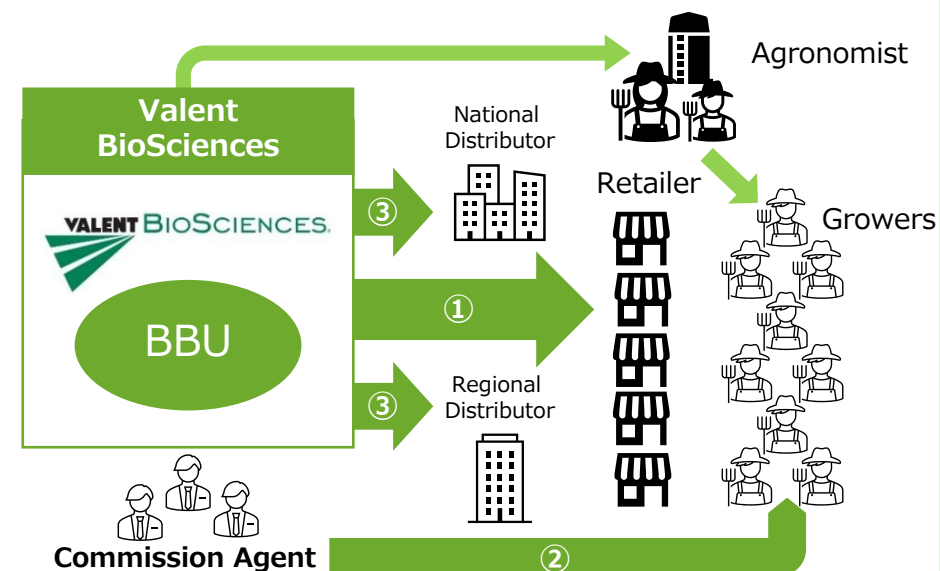 Valent
BioSciences
VALENT BIOSCIENCES.
BBU
③
①
③
National
Distributor
Regional
Distributor
Agronomist
Retailer
Growers
Commission Agent
②